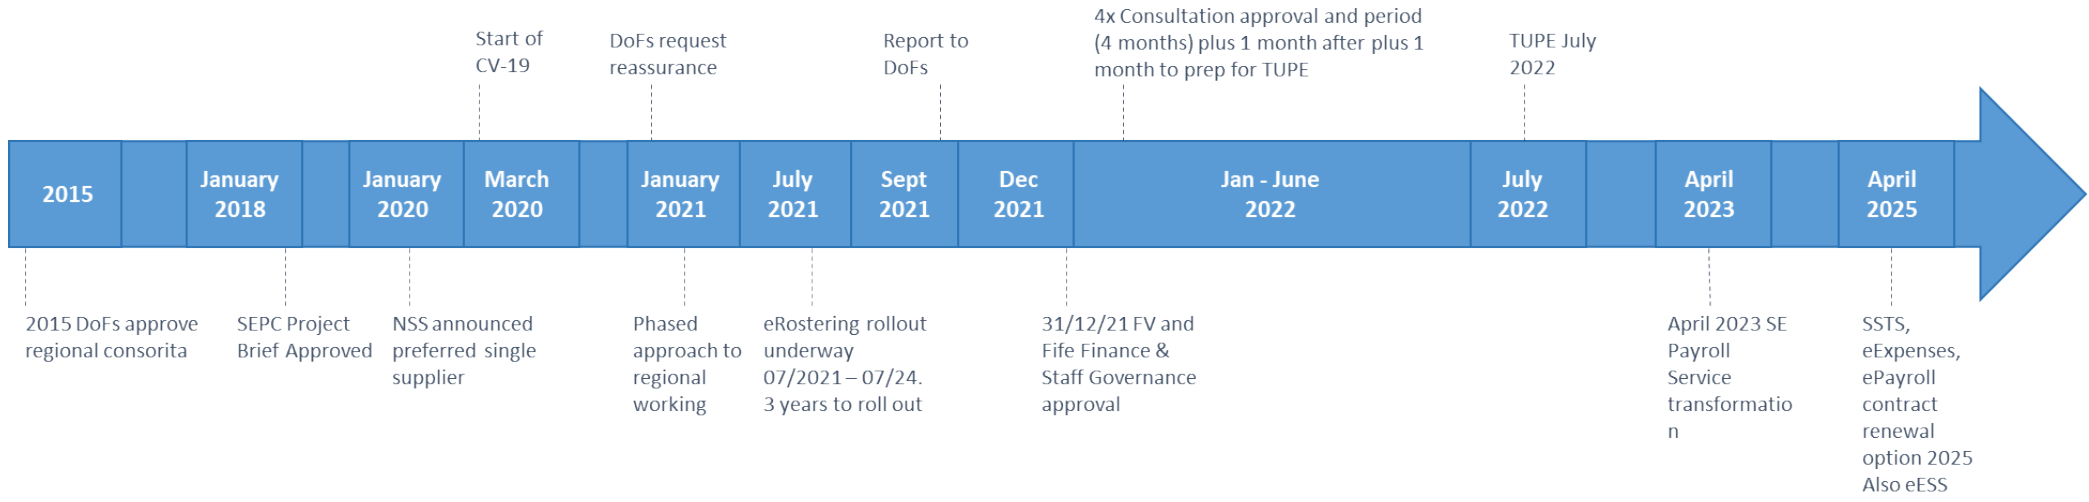 Start of
CV-19
DoFs request
reassurance
Report to
DoFs
4x Consultation approval and period
(4 months) plus 1 month after plus 1
month to prep for TUPE
TUPE July
2022
2015
January
2018
January
2020
March
2020
January
2021
July
2021
Sept
2021
Dec
2021
Jan - June
2022
July
2022
April
2023
April
2025
2015 DoFs approve
regional consorita
SEPC Project
Brief Approved
NSS announced
preferred single
supplier
Phased
approach to
regional
working
eRostering rollout
underway
07/2021 – 07/24.
3 years to roll out
31/12/21 FV and
Fife Finance &
Staff Governance
approval
April 2023 SE
Payroll
Service
transformatio
n
SSTS,
eExpenses,
ePayroll
contract
renewal
option 2025
Also eESS